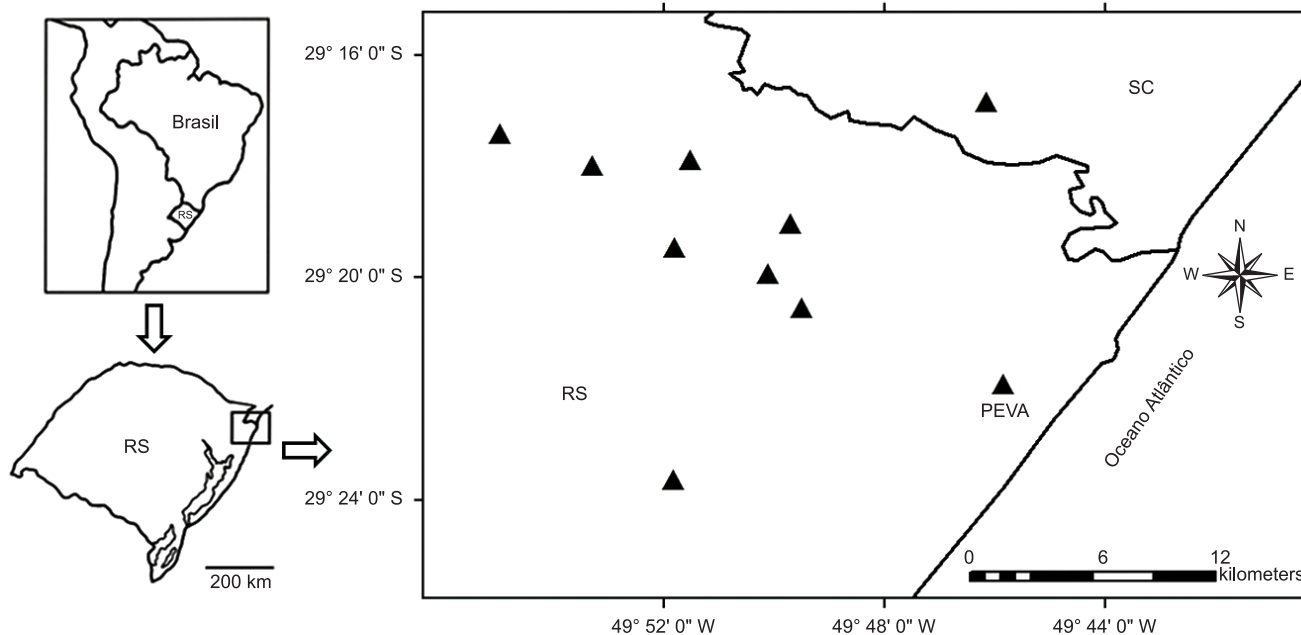 Brasil
RS
RS
200 km
29° 16' 0" S
29° 20' 0" S
29° 24' 0" S
SC
RS
PEVA
Oceano Atlântico
N
W
E
S
0
6
12
kilometers
49° 52' 0" W
49° 48' 0" W
49° 44' 0" W